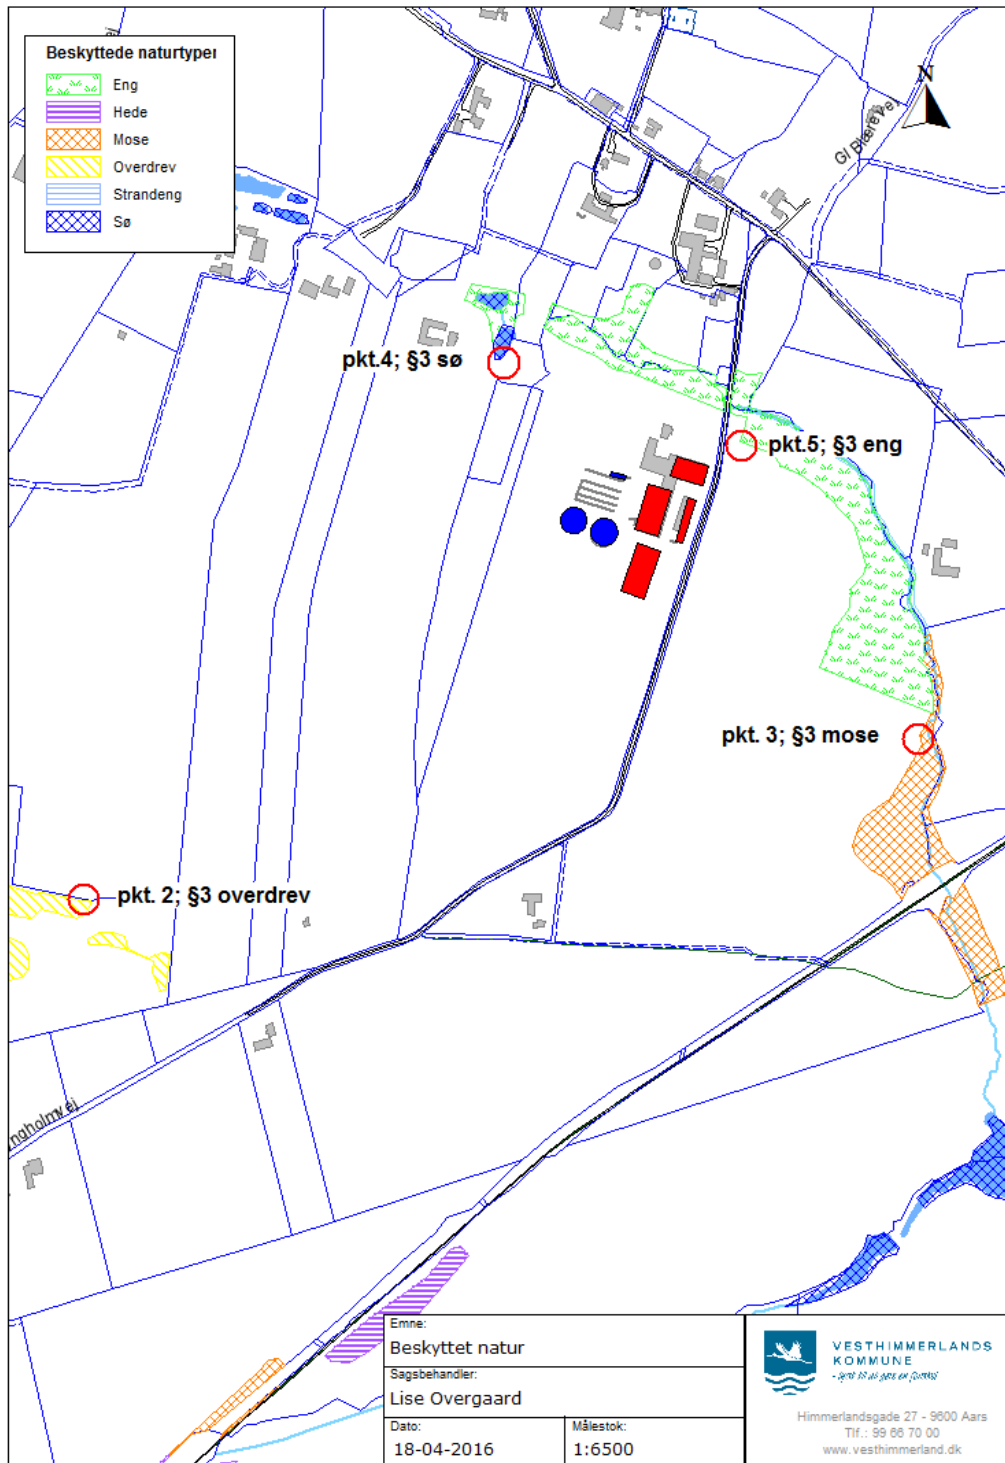 Beskyttede naturtyper
Eng
Hede
Mose
Overdrev
Strandeng
Sø
N
Gl Blærevej
pkt.4; §3 sø
pkt.5; §3 eng
pkt. 3; §3 mose
pkt. 2; §3 overdrev
ngholmvej
Emne:
Beskyttet natur
Sagsbehandler:
Lise Overgaard
Dato:
18-04-2016
Målestok:
1:6500
VESTHIMMERLANDS
KOMMUNE
Himmerlandsgade 27 - 9600 Aars
Tlf.: 99 66 70 00
www.vesthimmerland.dk